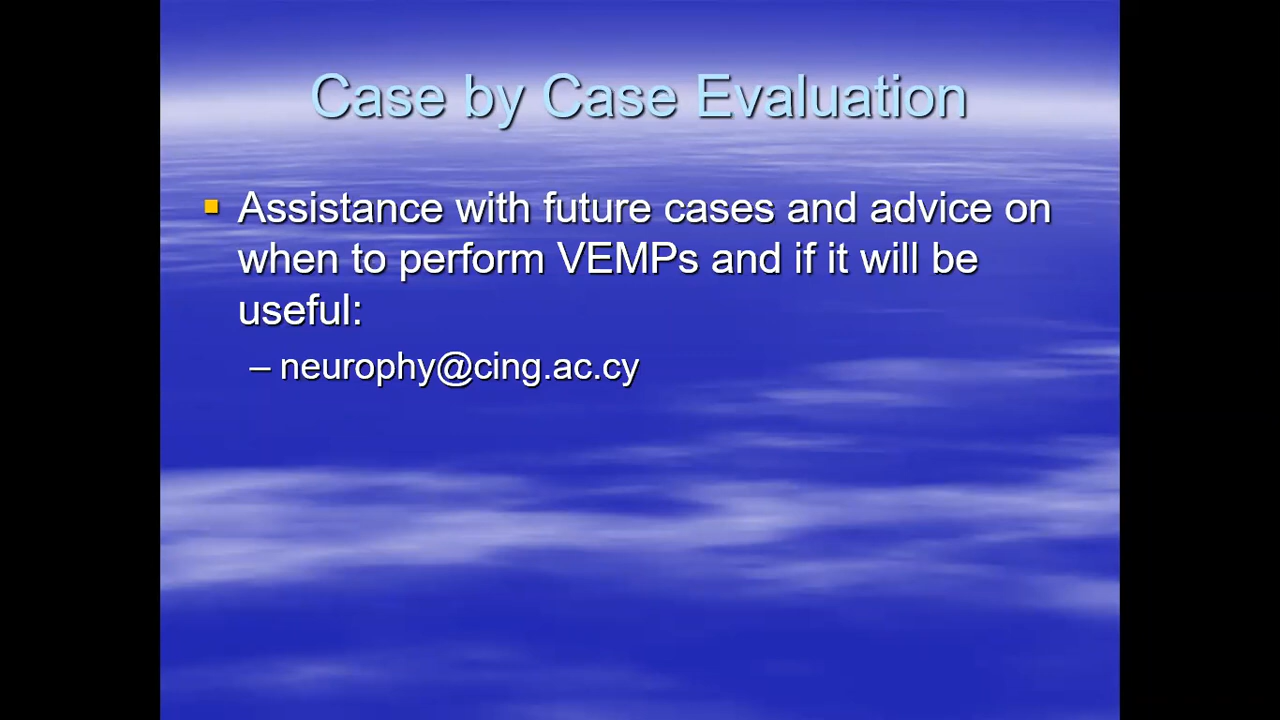 Case by Case Evaluation
Assistance with future cases and advice on
when to perform VEMPs and if it will be
useful:
– neurophy@cing.ac.cy